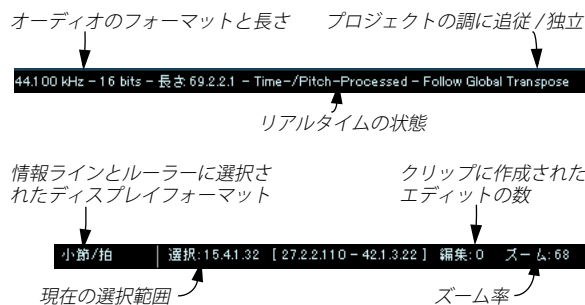 オーディオのフォーマットと長さ
プロジェクトの調に追従 / 独立
44.100 kHz – 16 bits – 長さ 69.2.2.1 – Time-/Pitch-Processed – Follow Global Transpose
リアルタイムの状態
情報ラインとルーラーに選択さ
れたディスプレイフォーマット
クリップに作成された
エディットの数
小節/拍 選択: 15.4.1.32 [ 27.2.2.110 – 42.1.3.22 ] 編集: 0 ズーム: 68
現在の選択範囲
ズーム率